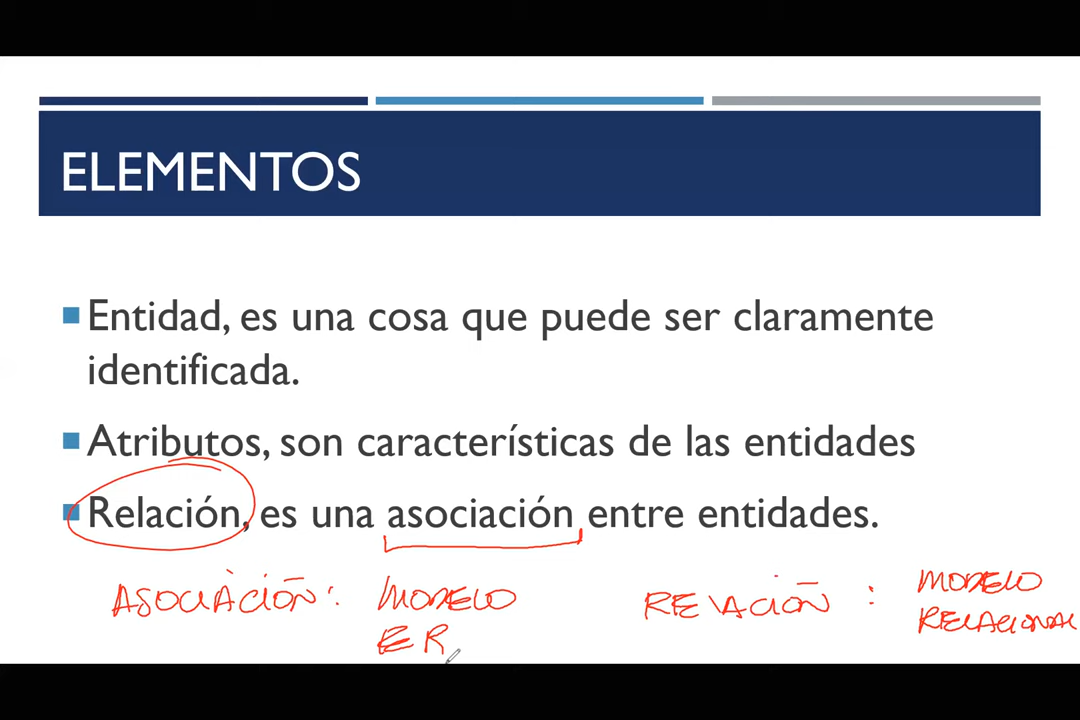 ELEMENTOS
Entidad, es una cosa que puede ser claramente
identificada.
Atributos, son características de las entidades
Relación, es una asociación entre entidades.
ASOCIACIÓN: MODELO RELACIÓN : MODELO
ER RELACIONAL